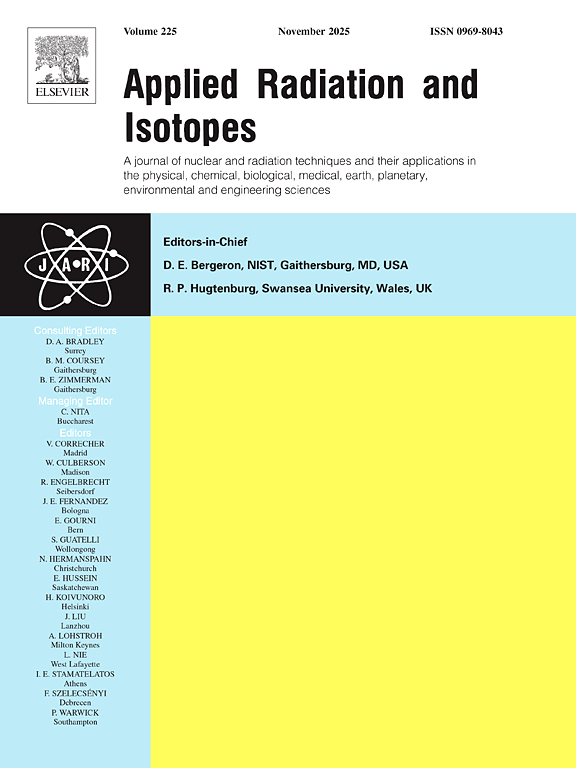 Volume 225 November 2025 ISSN 0969-8043
ELSEVIER
Applied Radiation and
Isotopes
A journal of nuclear and radiation techniques and their applications in
the physical, chemical, biological, medical, earth, planetary,
environmental and engineering sciences
JARI
Editors-in-Chief
D. E. Bergeron, NIST, Gaithersburg, MD, USA
R. P. Hugtenburg, Swansea University, Wales, UK
Consulting Editors
D. A. BRADLEY
Surrey
B. M. COURSEY
Gaithersburg
B. E. ZIMMERMAN
Gaithersburg
Managing Editor
C. NITA
Buccharest
Editors
V. CORRECHER
Madrid
W. CULBERSON
Madison
R. ENGELBRECHT
Seibersdorf
J. E. FERNANDEZ
Bologna
E. GOURNI
Bern
S. GUATELLI
Wollongong
N. HERMANSPAHN
Christchurch
E. HUSSEIN
Saskatchewan
H. KOIVUNORO
Helsinki
J. LIU
Lanzhou
A. LOHSTROH
Milton Keynes
L. NIE
West Lafayette
I. E. STAMATELATOS
Athens
F. SZELECSÉNYI
Debrecen
P. WARWICK
Southampton